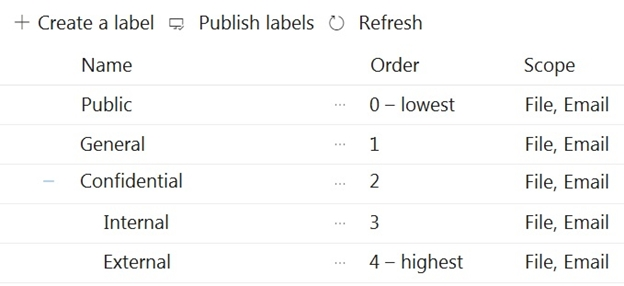 + Create a label Publish labels Refresh
Name Order Scope
Public ... 0 – lowest File, Email
General ... 1 File, Email
– Confidential ... 2 File, Email
Internal ... 3 File, Email
External ... 4 – highest File, Email